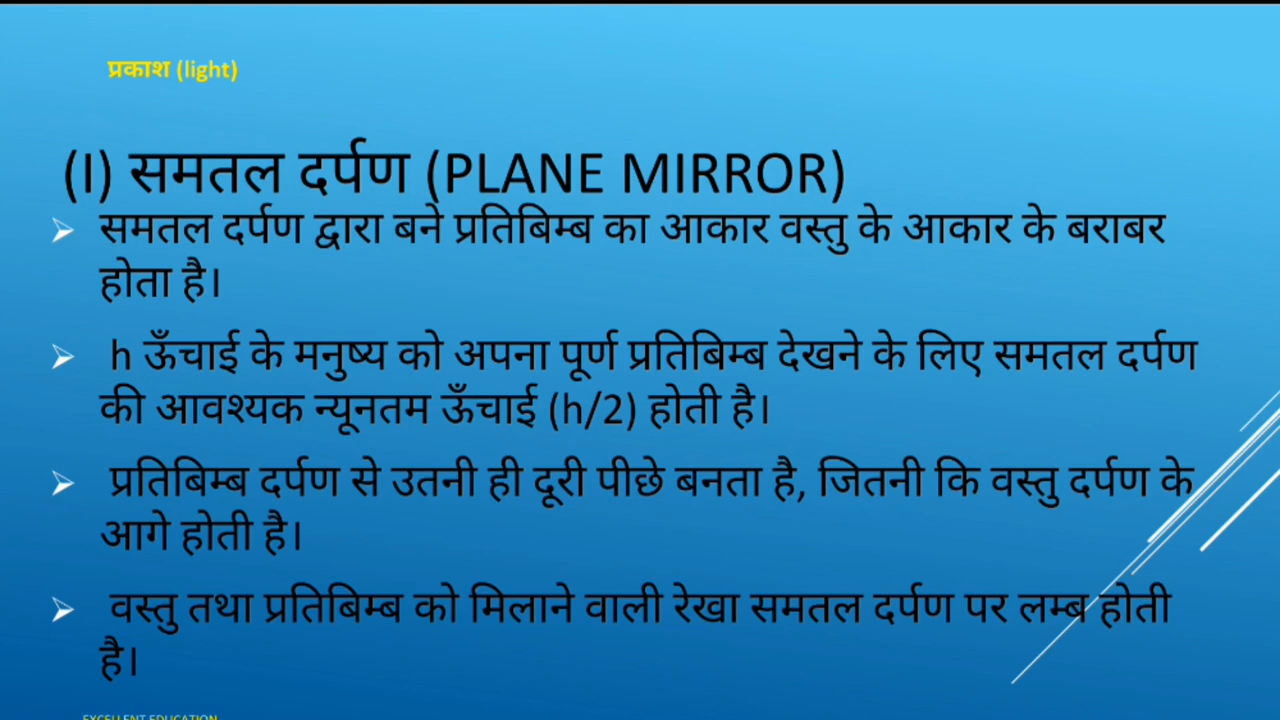 प्रकाश (light)
(I) समतल दर्पण (PLANE MIRROR)
समतल दर्पण द्वारा बने प्रतिबिम्ब का आकार वस्तु के आकार के बराबर
होता है।
h ऊँचाई के मनुष्य को अपना पूर्ण प्रतिबिम्ब देखने के लिए समतल दर्पण
की आवश्यक न्यूनतम ऊँचाई (h/2) होती है।
प्रतिबिम्ब दर्पण से उतनी ही दूरी पीछे बनता है, जितनी कि वस्तु दर्पण के
आगे होती है।
वस्तु तथा प्रतिबिम्ब को मिलाने वाली रेखा समतल दर्पण पर लम्ब होती
है।
EXCELLENT EDUCATION